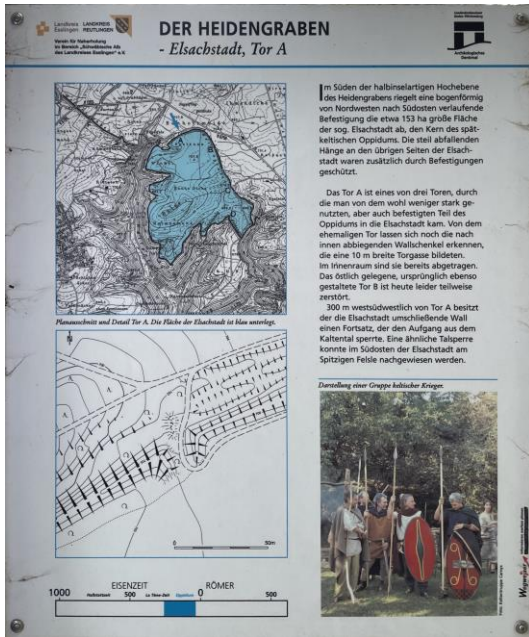 Landkreis
Esslingen
LANDKREIS
REUTLINGEN
Verein für Naherholung
im Bereich „Schwäbische Alb
des Landkreises Esslingen“ e.V.
DER HEIDENGRABEN
- Elsachstadt, Tor A
Archäologisches
Denkmal
Im Süden der halbinselartigen Hochebene
des Heidengrabens riegelt eine bogenförmig
von Nordwesten nach Südosten verlaufende
Befestigung die etwa 153 ha große Fläche
der sog. Elsachstadt ab, den Kern des spät-
keltischen Oppidums. Die steil abfallenden
Hänge an den übrigen Seiten der Elsach-
stadt waren zusätzlich durch Befestigungen
geschützt.
Das Tor A ist eines von drei Toren, durch
die man von dem wohl weniger stark ge-
nutzten, aber auch befestigten Teil des
Oppidums in die Elsachstadt kam. Von dem
ehemaligen Tor lassen sich noch die nach
innen abbiegenden Wallschenkel erkennen,
die eine 10 m breite Torgasse bildeten.
Im Innenraum sind sie bereits abgetragen.
Das östlich gelegene, ursprünglich ebenso
gestaltete Tor B ist heute leider teilweise
zerstört.
300 m westsüdwestlich von Tor A besitzt
der die Elsachstadt umschließende Wall
einen Fortsatz, der den Aufgang aus dem
Kaltental sperrte. Eine ähnliche Talsperre
konnte im Südosten der Elsachstadt am
Spitzigen Felsle nachgewiesen werden.
Planausschnitt und Detail Tor A. Die Fläche der Elsachstadt ist blau unterlegt.
Darstellung einer Gruppe keltischer Krieger.
0 50m
EISENZEIT RÖMER
1000 Hallstattzeit 500 La Tène-Zeit Oppidum 0 500